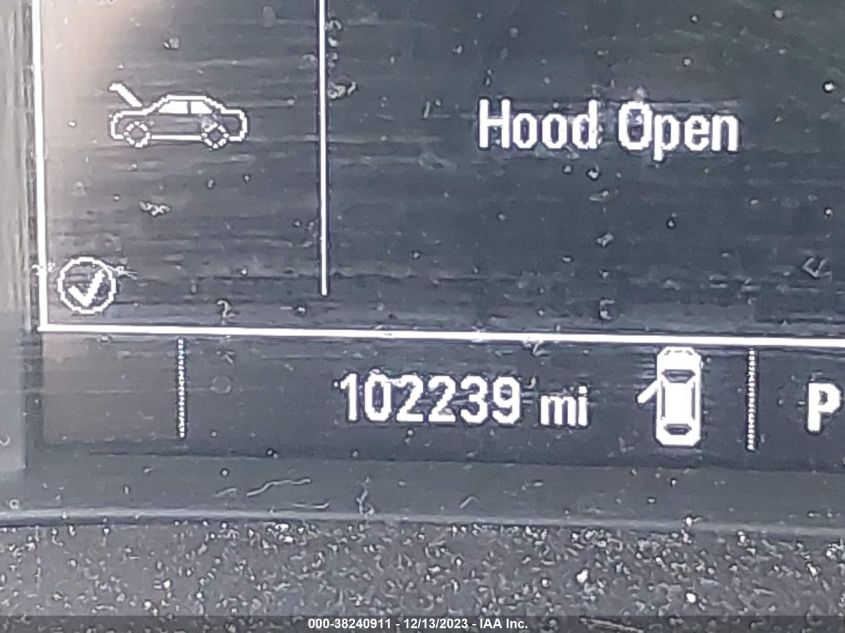 Hood Open
102239 mi
P
000-38240911 - 12/13/2023 - IAA Inc.